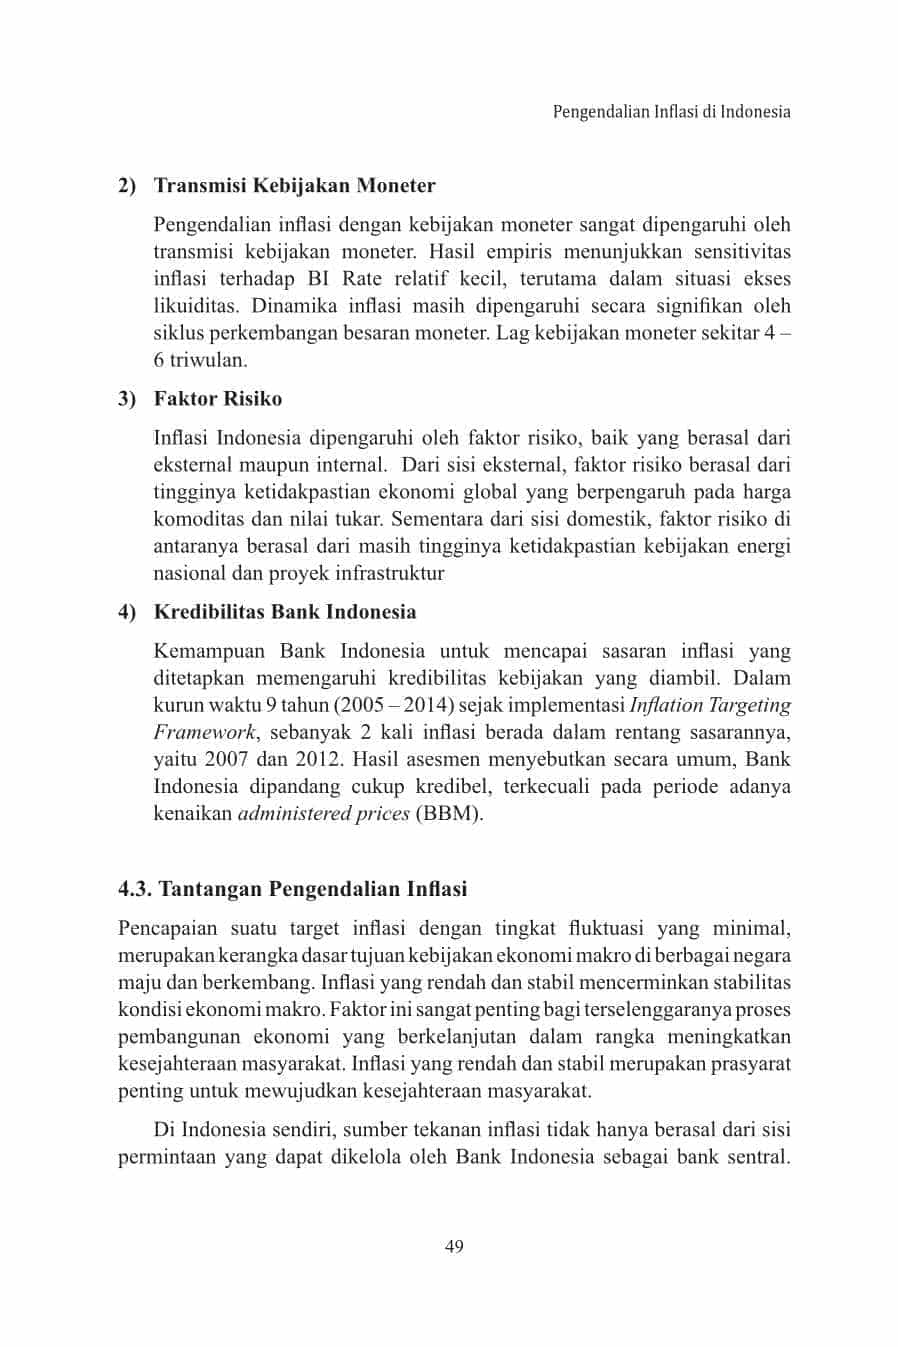 Pengendalian Inflasi di Indonesia
2) Transmisi Kebijakan Moneter
Pengendalian inflasi dengan kebijakan moneter sangat dipengaruhi oleh
transmisi kebijakan moneter. Hasil empiris menunjukkan sensitivitas
inflasi terhadap BI Rate relatif kecil, terutama dalam situasi ekses
likuiditas. Dinamika inflasi masih dipengaruhi secara signifikan oleh
siklus perkembangan besaran moneter. Lag kebijakan moneter sekitar 4 –
6 triwulan.
3) Faktor Risiko
Inflasi Indonesia dipengaruhi oleh faktor risiko, baik yang berasal dari
eksternal maupun internal. Dari sisi eksternal, faktor risiko berasal dari
tingginya ketidakpastian ekonomi global yang berpengaruh pada harga
komoditas dan nilai tukar. Sementara dari sisi domestik, faktor risiko di
antaranya berasal dari masih tingginya ketidakpastian kebijakan energi
nasional dan proyek infrastruktur
4) Kredibilitas Bank Indonesia
Kemampuan Bank Indonesia untuk mencapai sasaran inflasi yang
ditetapkan memengaruhi kredibilitas kebijakan yang diambil. Dalam
kurun waktu 9 tahun (2005 – 2014) sejak implementasi Inflation Targeting
Framework, sebanyak 2 kali inflasi berada dalam rentang sasarannya,
yaitu 2007 dan 2012. Hasil asesmen menyebutkan secara umum, Bank
Indonesia dipandang cukup kredibel, terkecuali pada periode adanya
kenaikan administered prices (BBM).
4.3. Tantangan Pengendalian Inflasi
Pencapaian suatu target inflasi dengan tingkat fluktuasi yang minimal,
merupakan kerangka dasar tujuan kebijakan ekonomi makro di berbagai negara
maju dan berkembang. Inflasi yang rendah dan stabil mencerminkan stabilitas
kondisi ekonomi makro. Faktor ini sangat penting bagi terselenggaranya proses
pembangunan ekonomi yang berkelanjutan dalam rangka meningkatkan
kesejahteraan masyarakat. Inflasi yang rendah dan stabil merupakan prasyarat
penting untuk mewujudkan kesejahteraan masyarakat.
Di Indonesia sendiri, sumber tekanan inflasi tidak hanya berasal dari sisi
permintaan yang dapat dikelola oleh Bank Indonesia sebagai bank sentral.
49